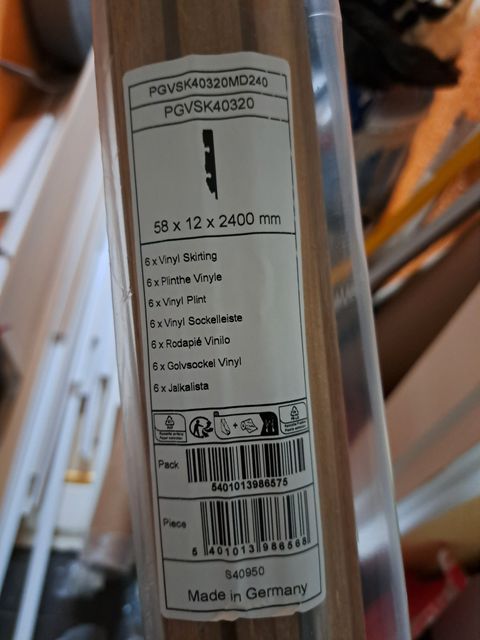 PGVSK40320MD240
PGVSK40320
58 x 12 x 2400 mm
6 x Vinyl Skirting
6 x Plinthe Vinyle
6 x Vinyl Plint
6 x Vinyl Sockelleiste
6 x Rodapié Vinilo
6 x Golvsockel Vinyl
6 x Jalkalista
Pack
5401013986575
Piece
5 401013 986568
S40950
Made in Germany